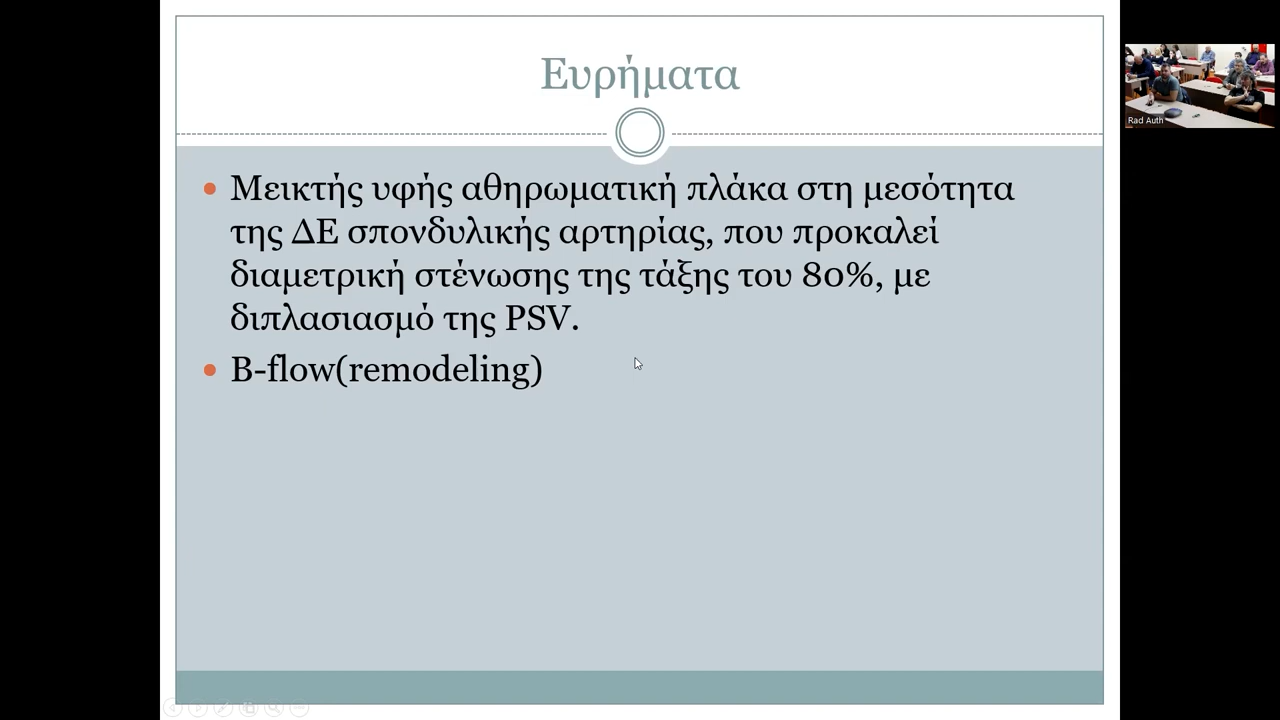 Ευρήματα
Μεικτής υφής αθηρωματική πλάκα στη μεσότητα
της ΔΕ σπονδυλικής αρτηρίας, που προκαλεί
διαμετρική στένωσης της τάξης του 80%, με
διπλασιασμό της PSV.
B-flow(remodeling)
Rad Auth